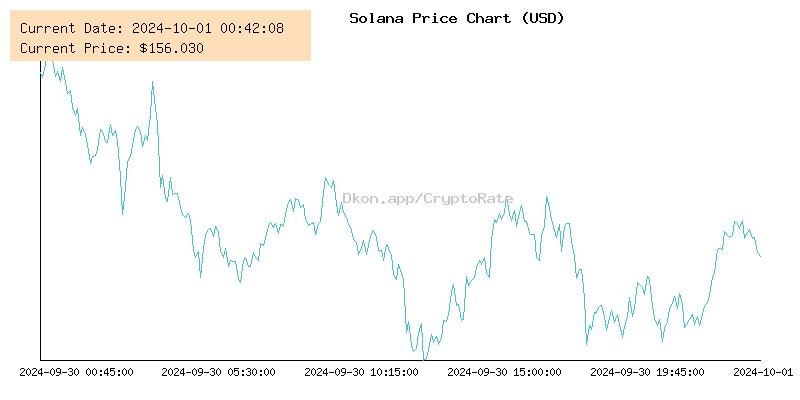 Solana Price Chart (USD)
Current Date: 2024-10-01 00:42:08
Current Price: $156.030
Dkon.app/CryptoRate
2024-09-30 00:45:00 2024-09-30 05:30:00 2024-09-30 10:15:00 2024-09-30 15:00:00 2024-09-30 19:45:00 2024-10-01